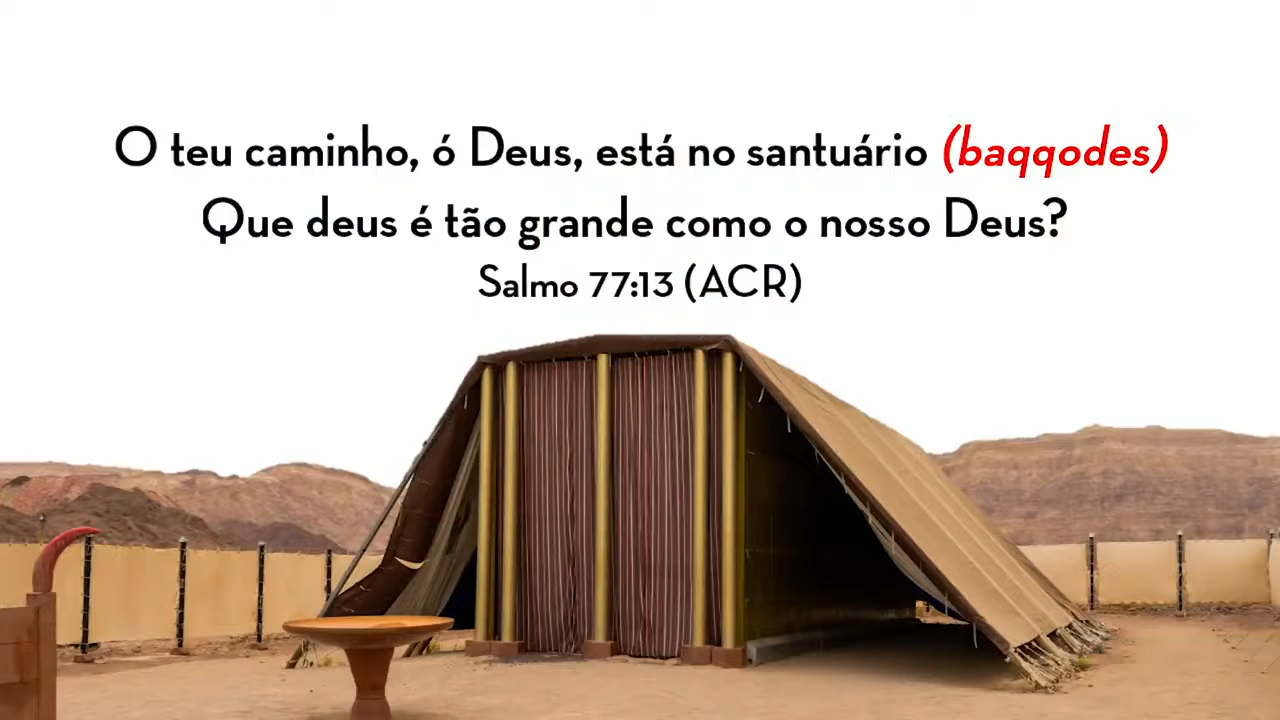 O teu caminho, ó Deus, está no santuário (baqqodes)
Que deus é tão grande como o nosso Deus?
Salmo 77:13 (ACR)